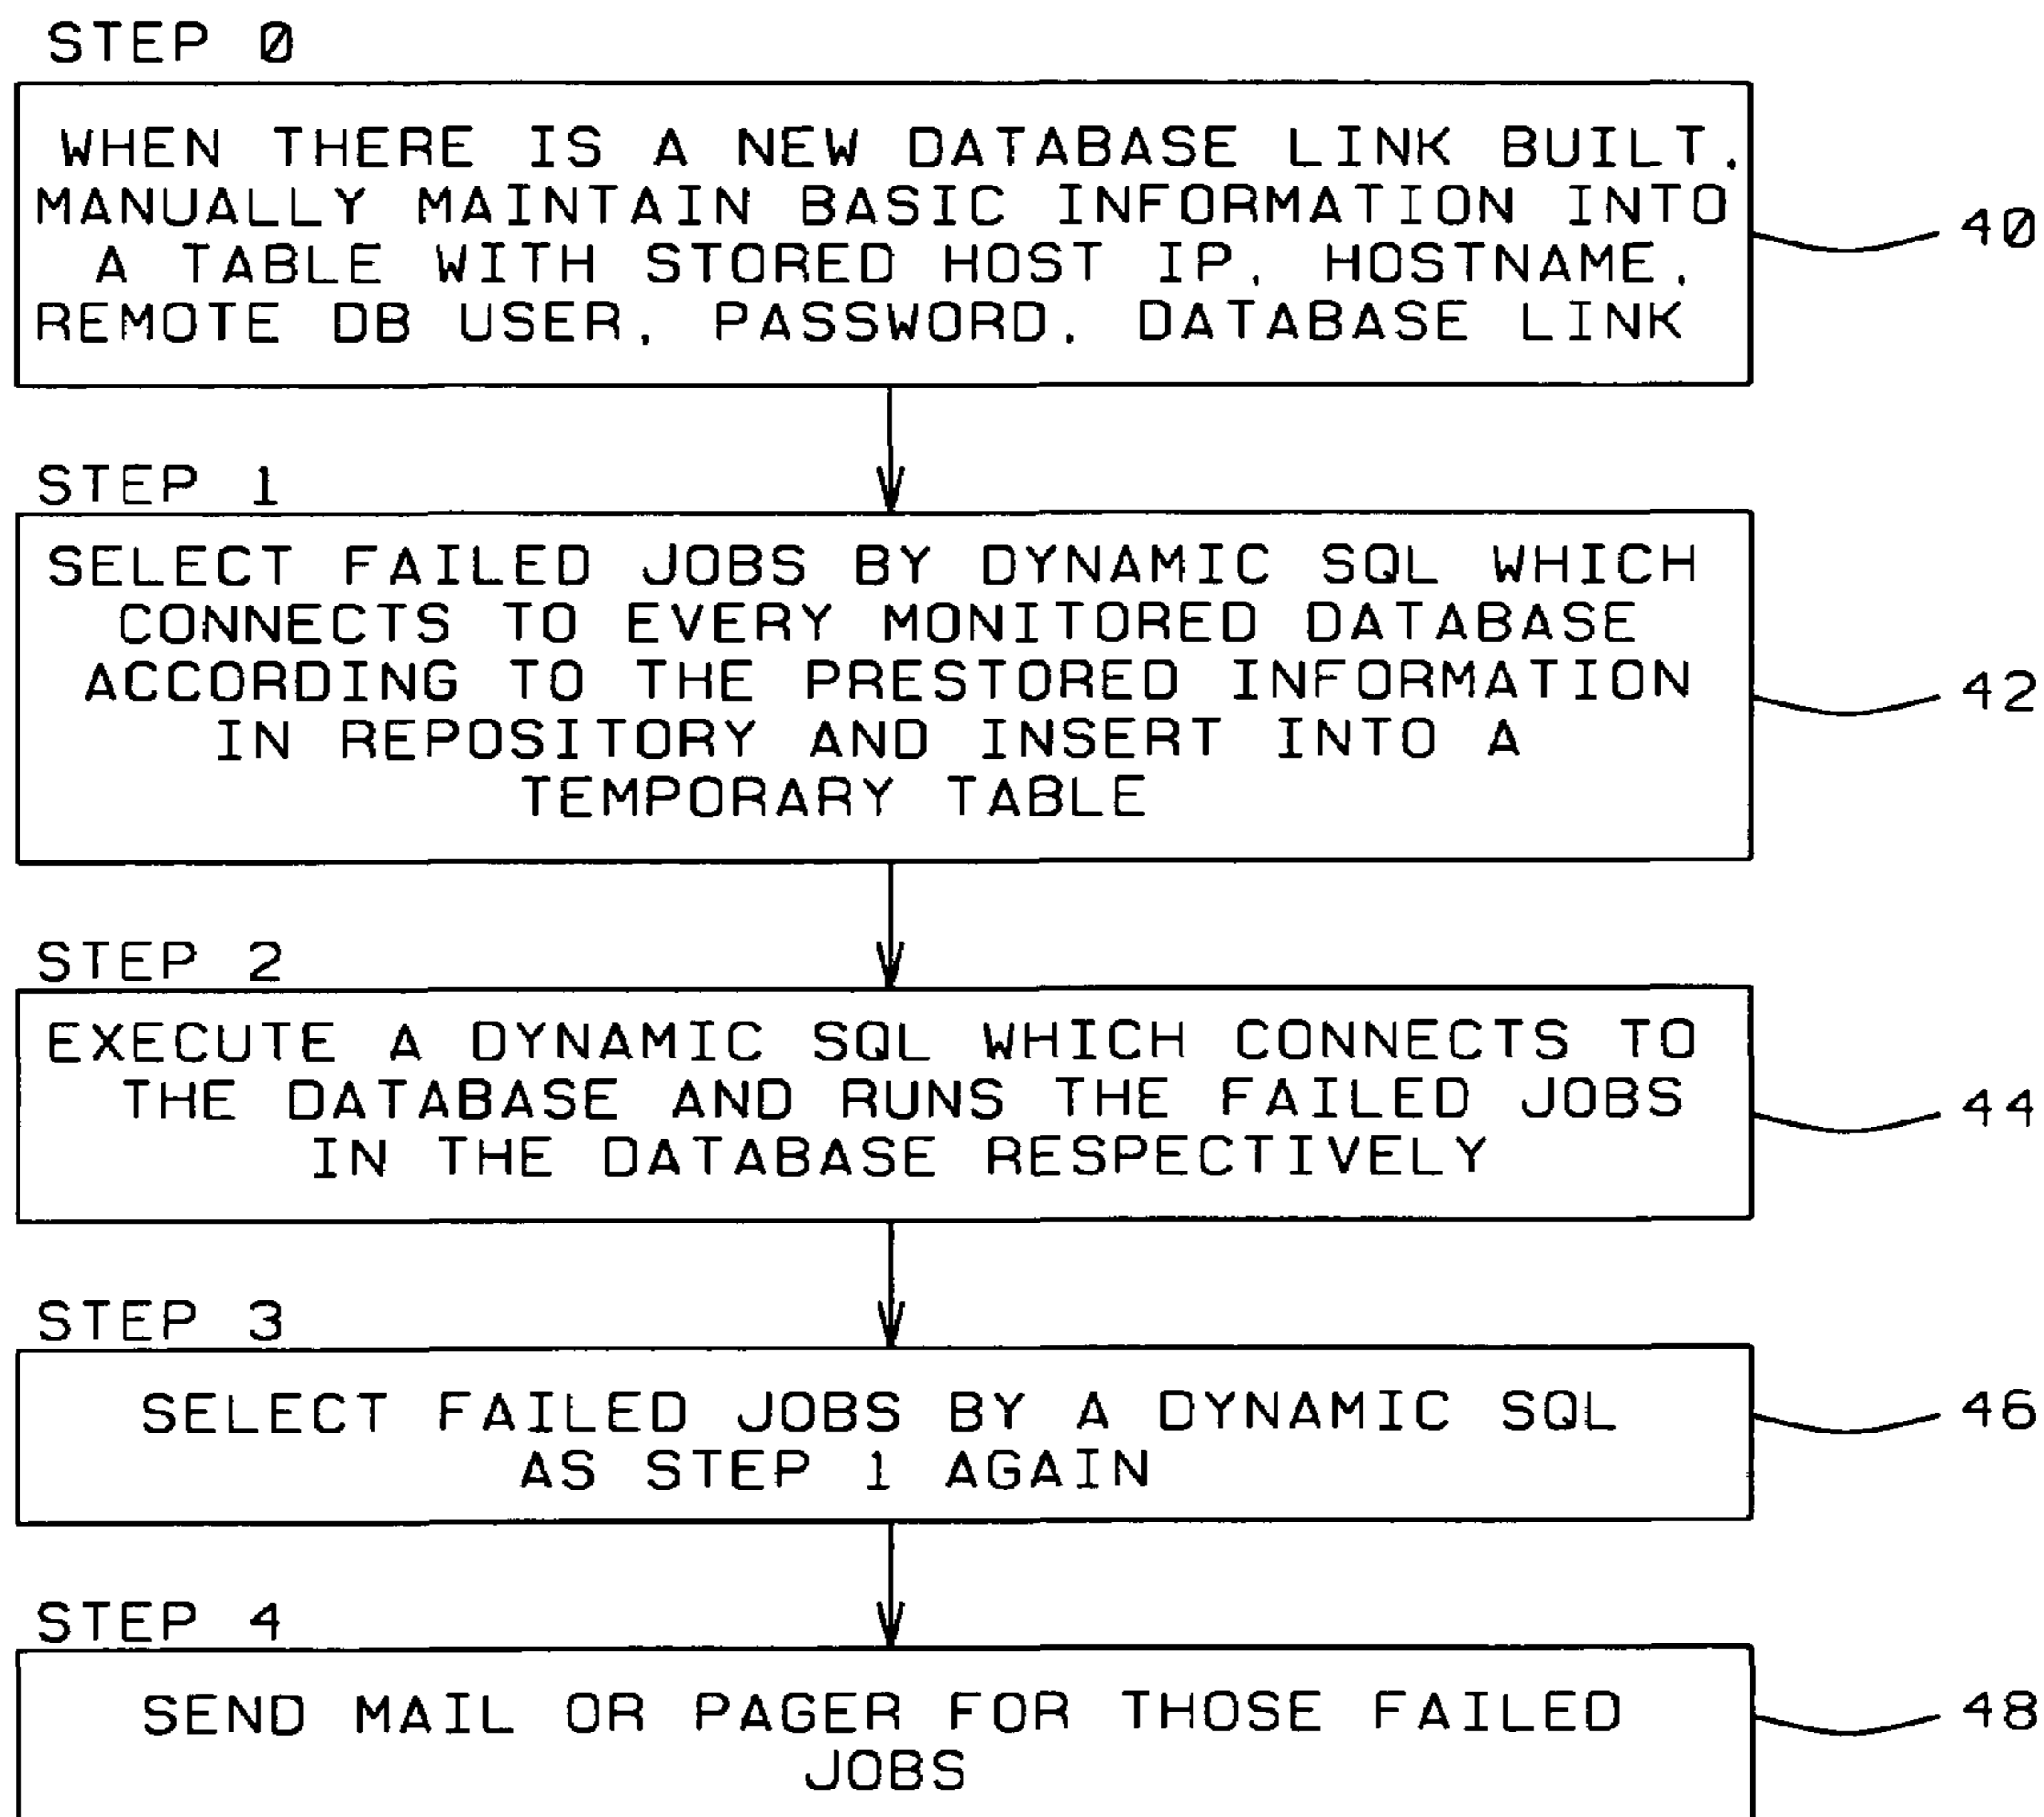 STEP 0
WHEN THERE IS A NEW DATABASE LINK BUILT,
MANUALLY MAINTAIN BASIC INFORMATION INTO
A TABLE WITH STORED HOST IP, HOSTNAME,
REMOTE DB USER, PASSWORD, DATABASE LINK
40
STEP 1
SELECT FAILED JOBS BY DYNAMIC SQL WHICH
CONNECTS TO EVERY MONITORED DATABASE
ACCORDING TO THE PRESTORED INFORMATION
IN REPOSITORY AND INSERT INTO A
TEMPORARY TABLE
42
STEP 2
EXECUTE A DYNAMIC SQL WHICH CONNECTS TO
THE DATABASE AND RUNS THE FAILED JOBS
IN THE DATABASE RESPECTIVELY
44
STEP 3
SELECT FAILED JOBS BY A DYNAMIC SQL
AS STEP 1 AGAIN
46
STEP 4
SEND MAIL OR PAGER FOR THOSE FAILED
JOBS
48